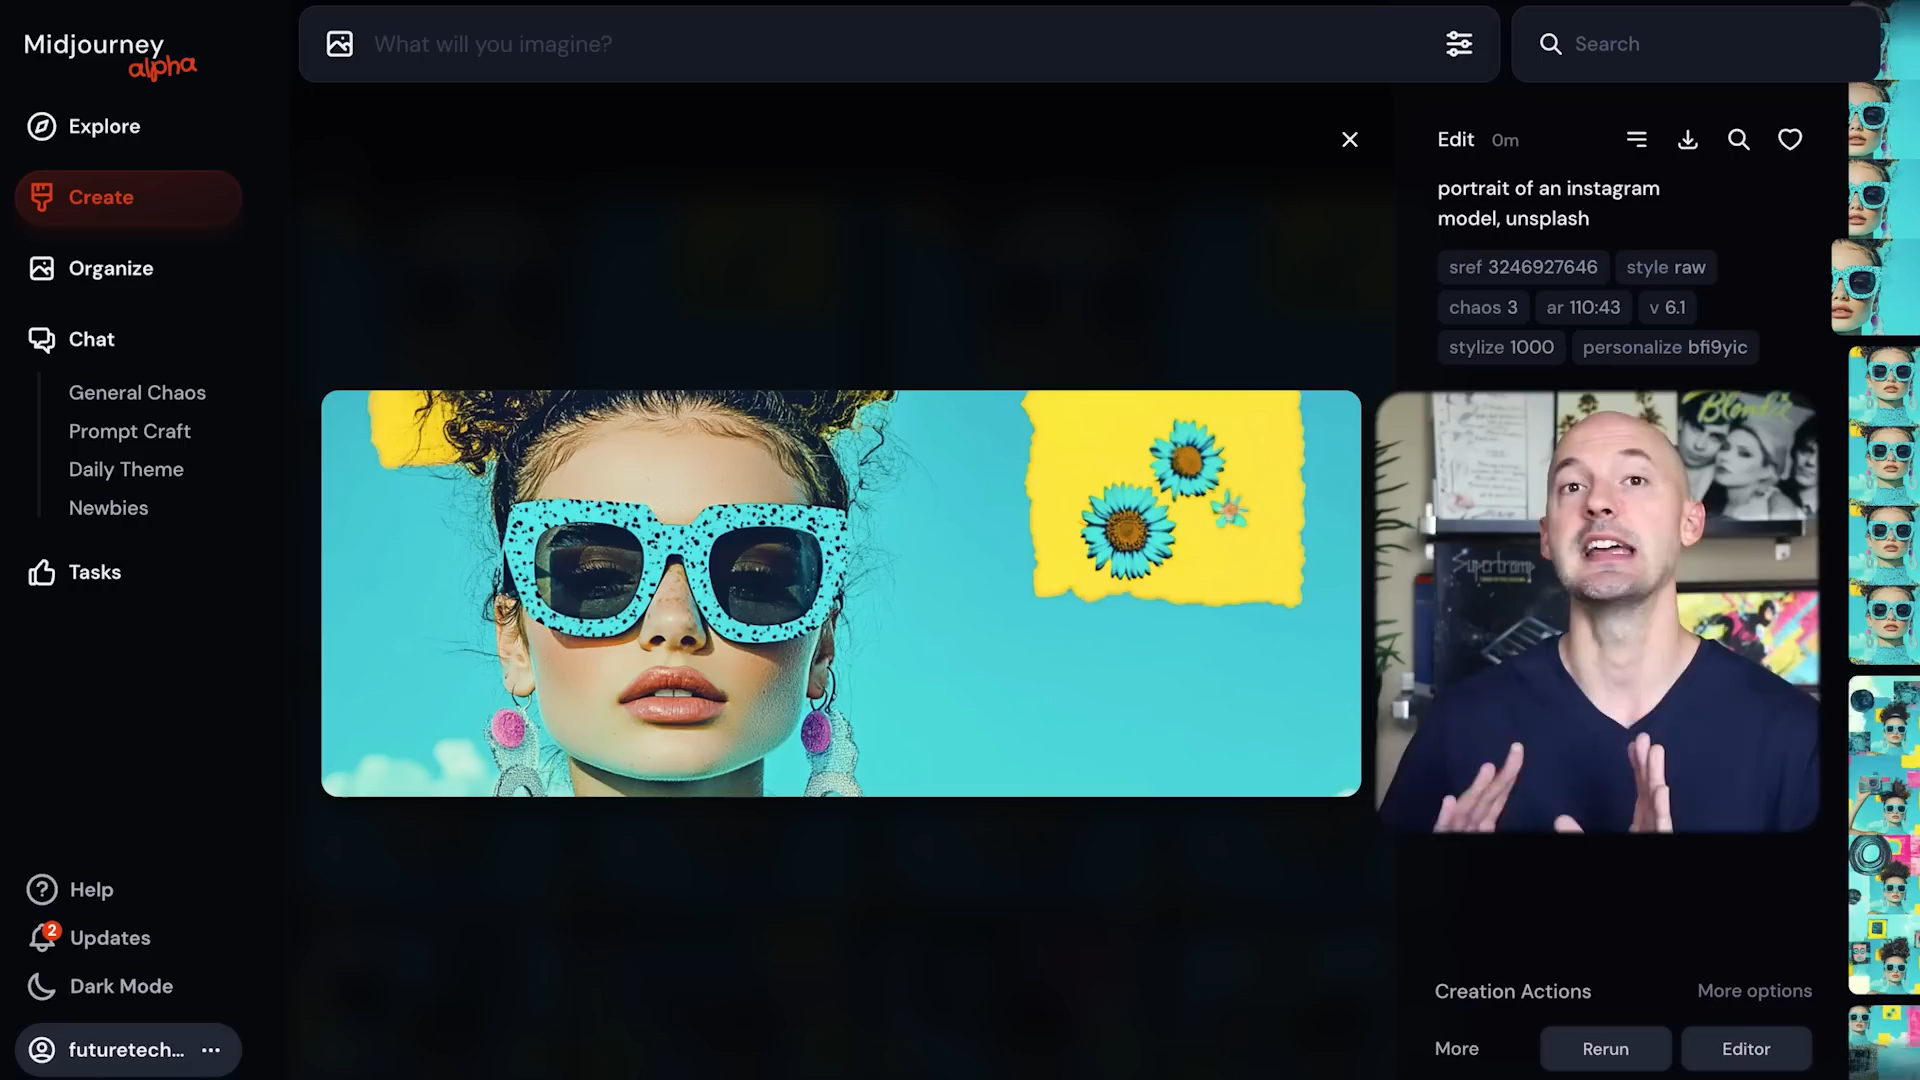 Midjourney
alpha
What will you imagine?
Search
Explore
Create
Organize
Chat
General Chaos
Prompt Craft
Daily Theme
Newbies
Tasks
Help
2
Updates
Dark Mode
futuretech...
Edit 0m
portrait of an instagram
model, unsplash
sref 3246927646 style raw
chaos 3 ar 110:43 v 6.1
stylize 1000 personalize bfi9yic
Blondie
Supertramp
Creation Actions More options
More Rerun Editor